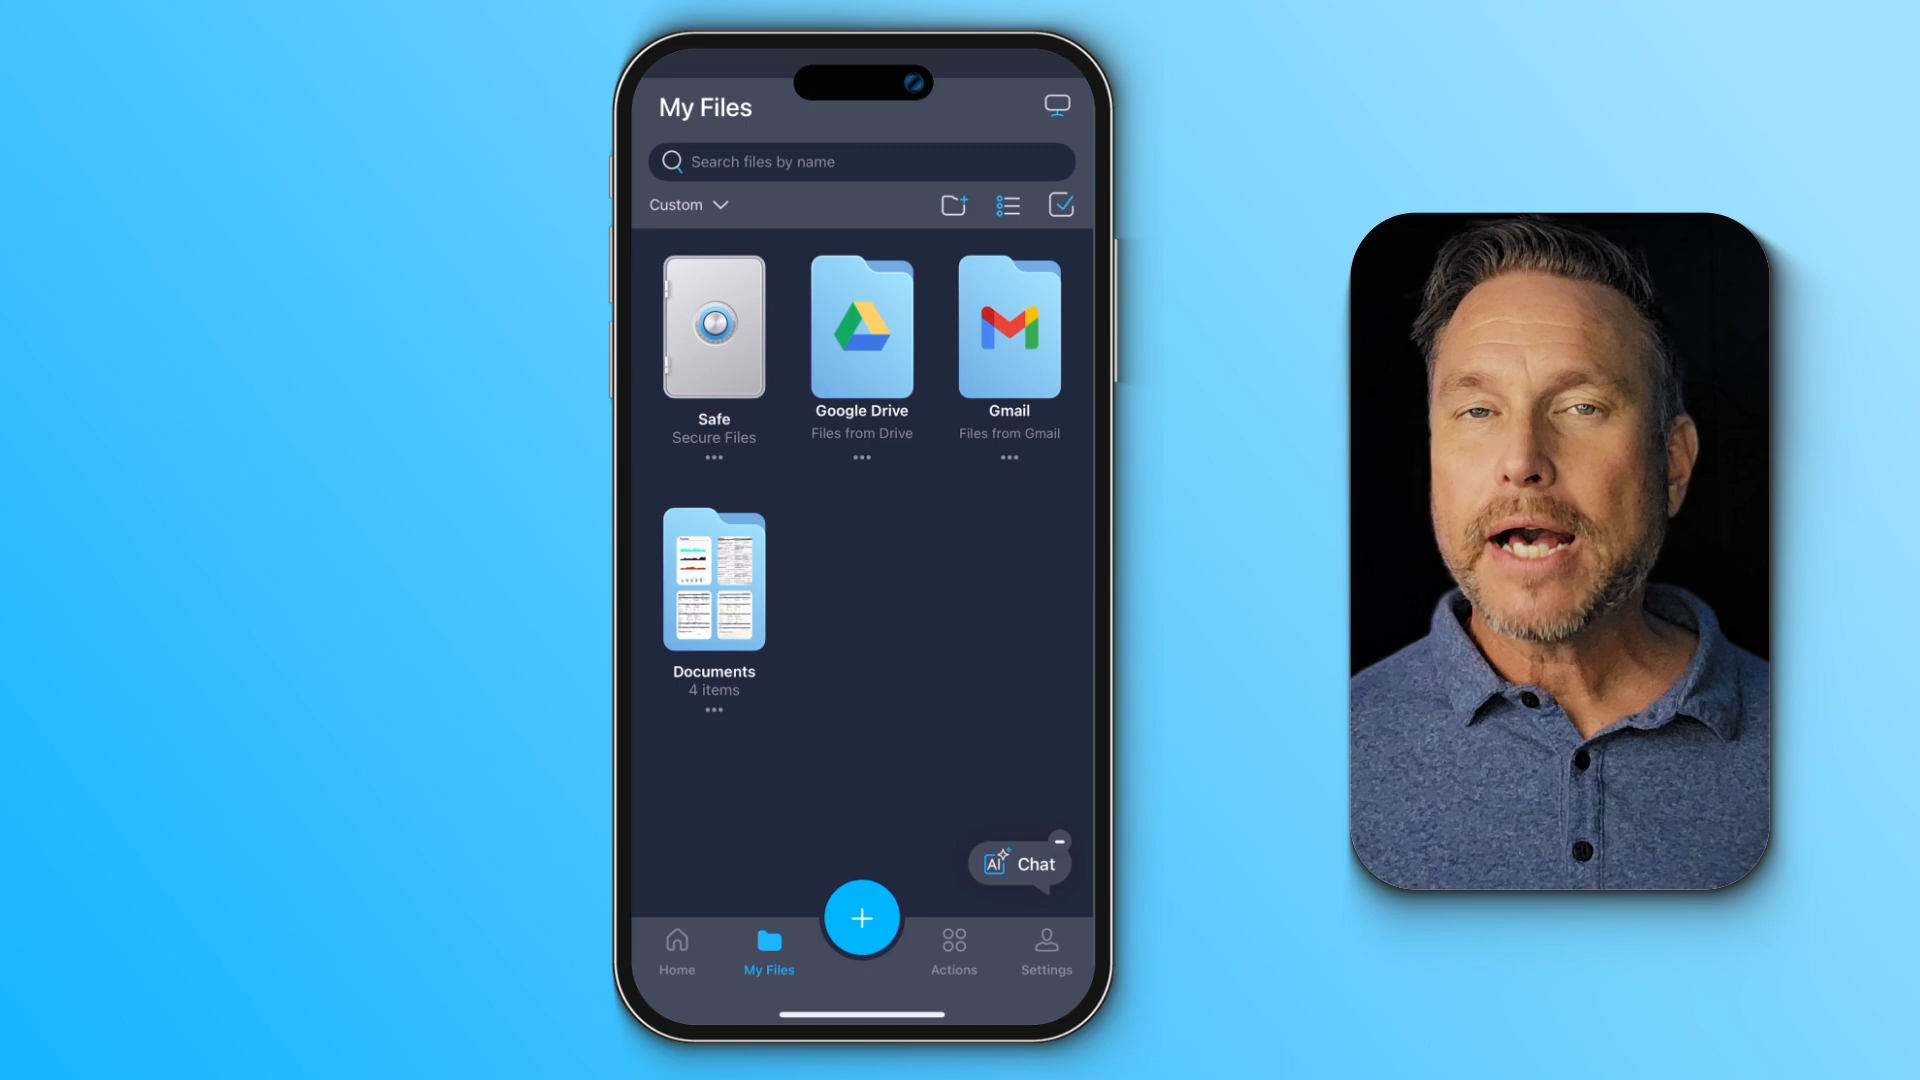 My Files
Search files by name
Custom
Safe
Secure Files
Google Drive
Files from Drive
Gmail
Files from Gmail
Documents
4 items
AI Chat
Home
My Files
Actions
Settings